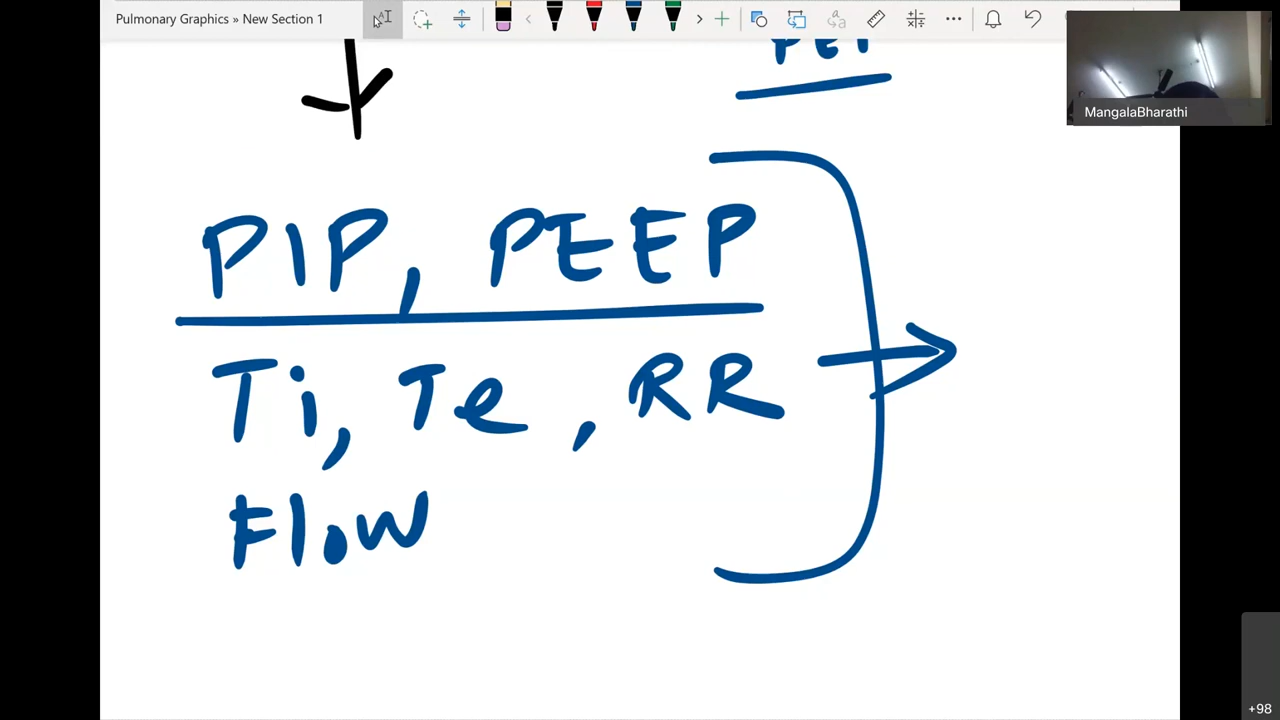 Pulmonary Graphics » New Section 1
MangalaBharathi
PIP, PEEP
Ti, Te, RR
Flow
+98